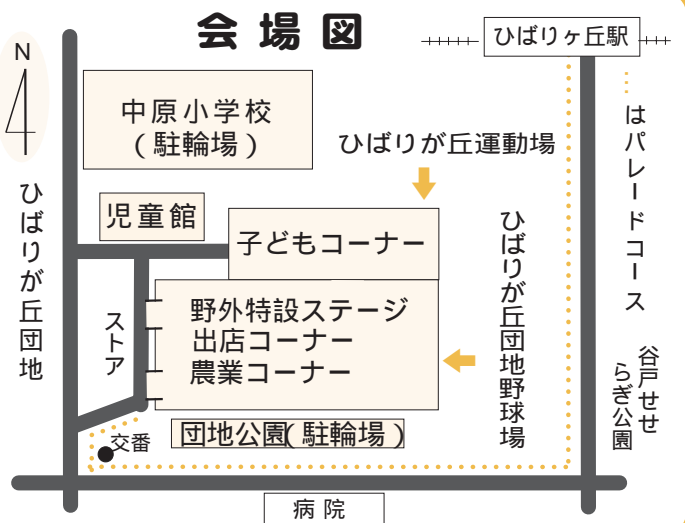 会場図
N
ひばりヶ丘駅
中原小学校
(駐輪場)
ひばりが丘運動場
……はパレードコース
児童館
子どもコーナー
ひばりが丘団地
ストア
野外特設ステージ
出店コーナー
農業コーナー
ひばりが丘団地野球場
谷戸せせ
らぎ公園
交番
団地公園(駐輪場)
病院